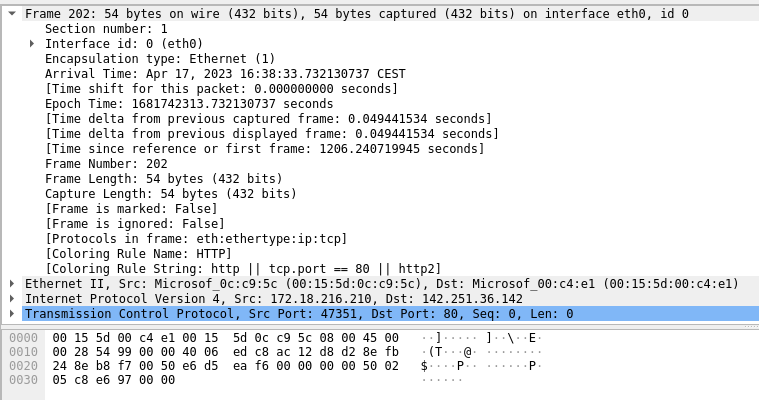 Frame 202: 54 bytes on wire (432 bits), 54 bytes captured (432 bits) on interface eth0, id 0
Section number: 1
Interface id: 0 (eth0)
Encapsulation type: Ethernet (1)
Arrival Time: Apr 17, 2023 16:38:33.732130737 CEST
[Time shift for this packet: 0.000000000 seconds]
Epoch Time: 1681742313.732130737 seconds
[Time delta from previous captured frame: 0.049441534 seconds]
[Time delta from previous displayed frame: 0.049441534 seconds]
[Time since reference or first frame: 1206.240719945 seconds]
Frame Number: 202
Frame Length: 54 bytes (432 bits)
Capture Length: 54 bytes (432 bits)
[Frame is marked: False]
[Frame is ignored: False]
[Protocols in frame: eth:ethertype:ip:tcp]
[Coloring Rule Name: HTTP]
[Coloring Rule String: http || tcp.port == 80 || http2]
Ethernet II, Src: Microsof_0c:c9:5c (00:15:5d:0c:c9:5c), Dst: Microsof_00:c4:e1 (00:15:5d:00:c4:e1)
Internet Protocol Version 4, Src: 172.18.216.210, Dst: 142.251.36.142
Transmission Control Protocol, Src Port: 47351, Dst Port: 80, Seq: 0, Len: 0
0000 00 15 5d 00 c4 e1 00 15 5d 0c c9 5c 08 00 45 00 ··]····· ]··\··E·
0010 00 28 54 99 00 00 40 06 ed c8 ac 12 d8 d2 8e fb ·(T···@· ········
0020 24 8e b8 f7 00 50 e6 d5 ea f6 00 00 00 00 50 02 $····P·· ······P·
0030 05 c8 e6 97 00 00 ······